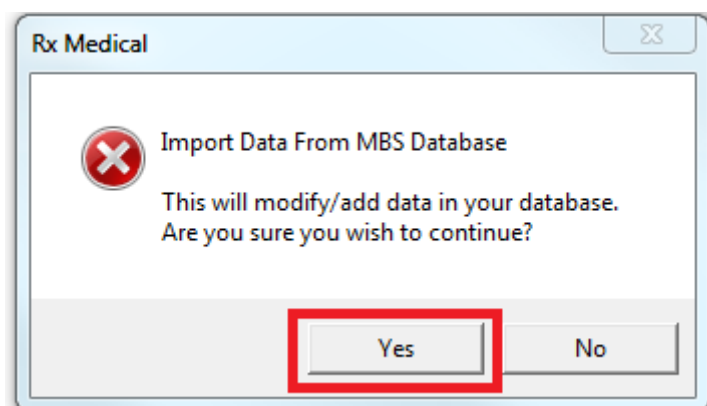 Rx Medical
Import Data From MBS Database
This will modify/add data in your database.
Are you sure you wish to continue?
Yes
No